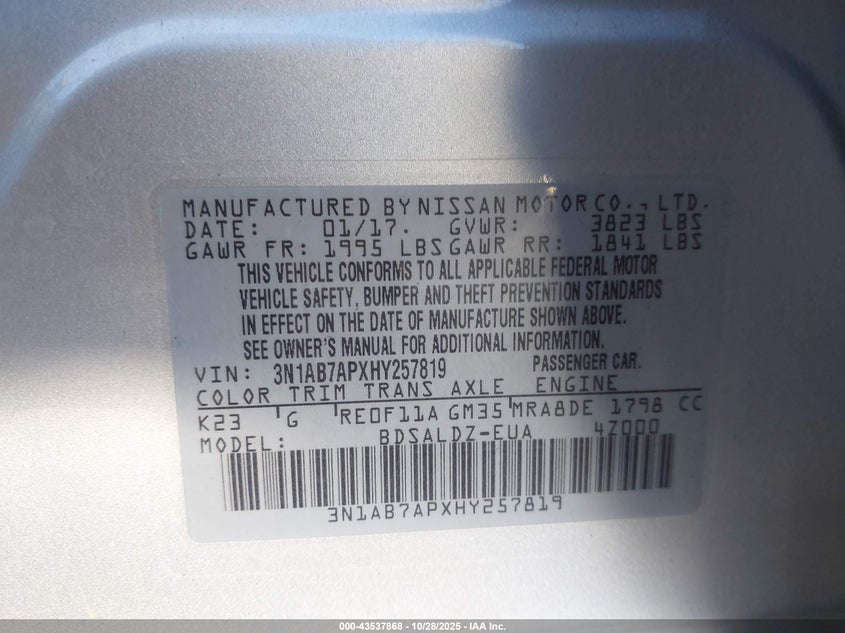 MANUFACTURED BY NISSAN MOTOR CO., LTD.
DATE: 01/17. GVWR: 3823 LBS
GAWR FR: 1995 LBS GAWR RR: 1841 LBS
THIS VEHICLE CONFORMS TO ALL APPLICABLE FEDERAL MOTOR
VEHICLE SAFETY, BUMPER AND THEFT PREVENTION STANDARDS
IN EFFECT ON THE DATE OF MANUFACTURE SHOWN ABOVE.
SEE OWNER'S MANUAL FOR ADDITIONAL INFORMATION.
VIN: 3N1AB7APXHY257819 PASSENGER CAR.
COLOR TRIM TRANS AXLE ENGINE
K23 G RE0F11A GM35 MRA8DE 1798 CC
MODEL: BDSALDZ-EUA 4Z000
3N1AB7APXHY257819
000-43537868 - 10/28/2025 - IAA Inc.